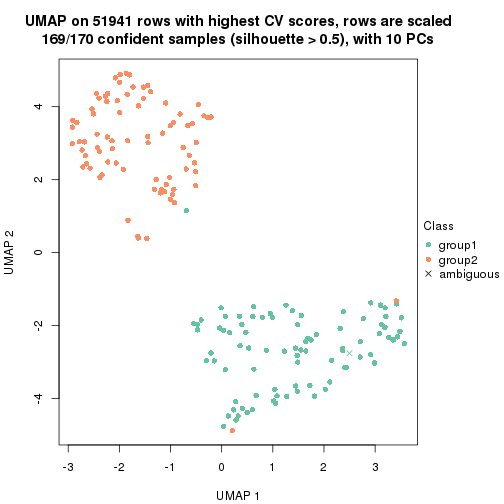 UMAP on 51941 rows with highest CV scores, rows are scaled
169/170 confident samples (silhouette > 0.5), with 10 PCs
4
2
0
-2
-4
UMAP 2
-3
-2
-1
0
1
2
3
UMAP 1
Class
group1
group2
ambiguous